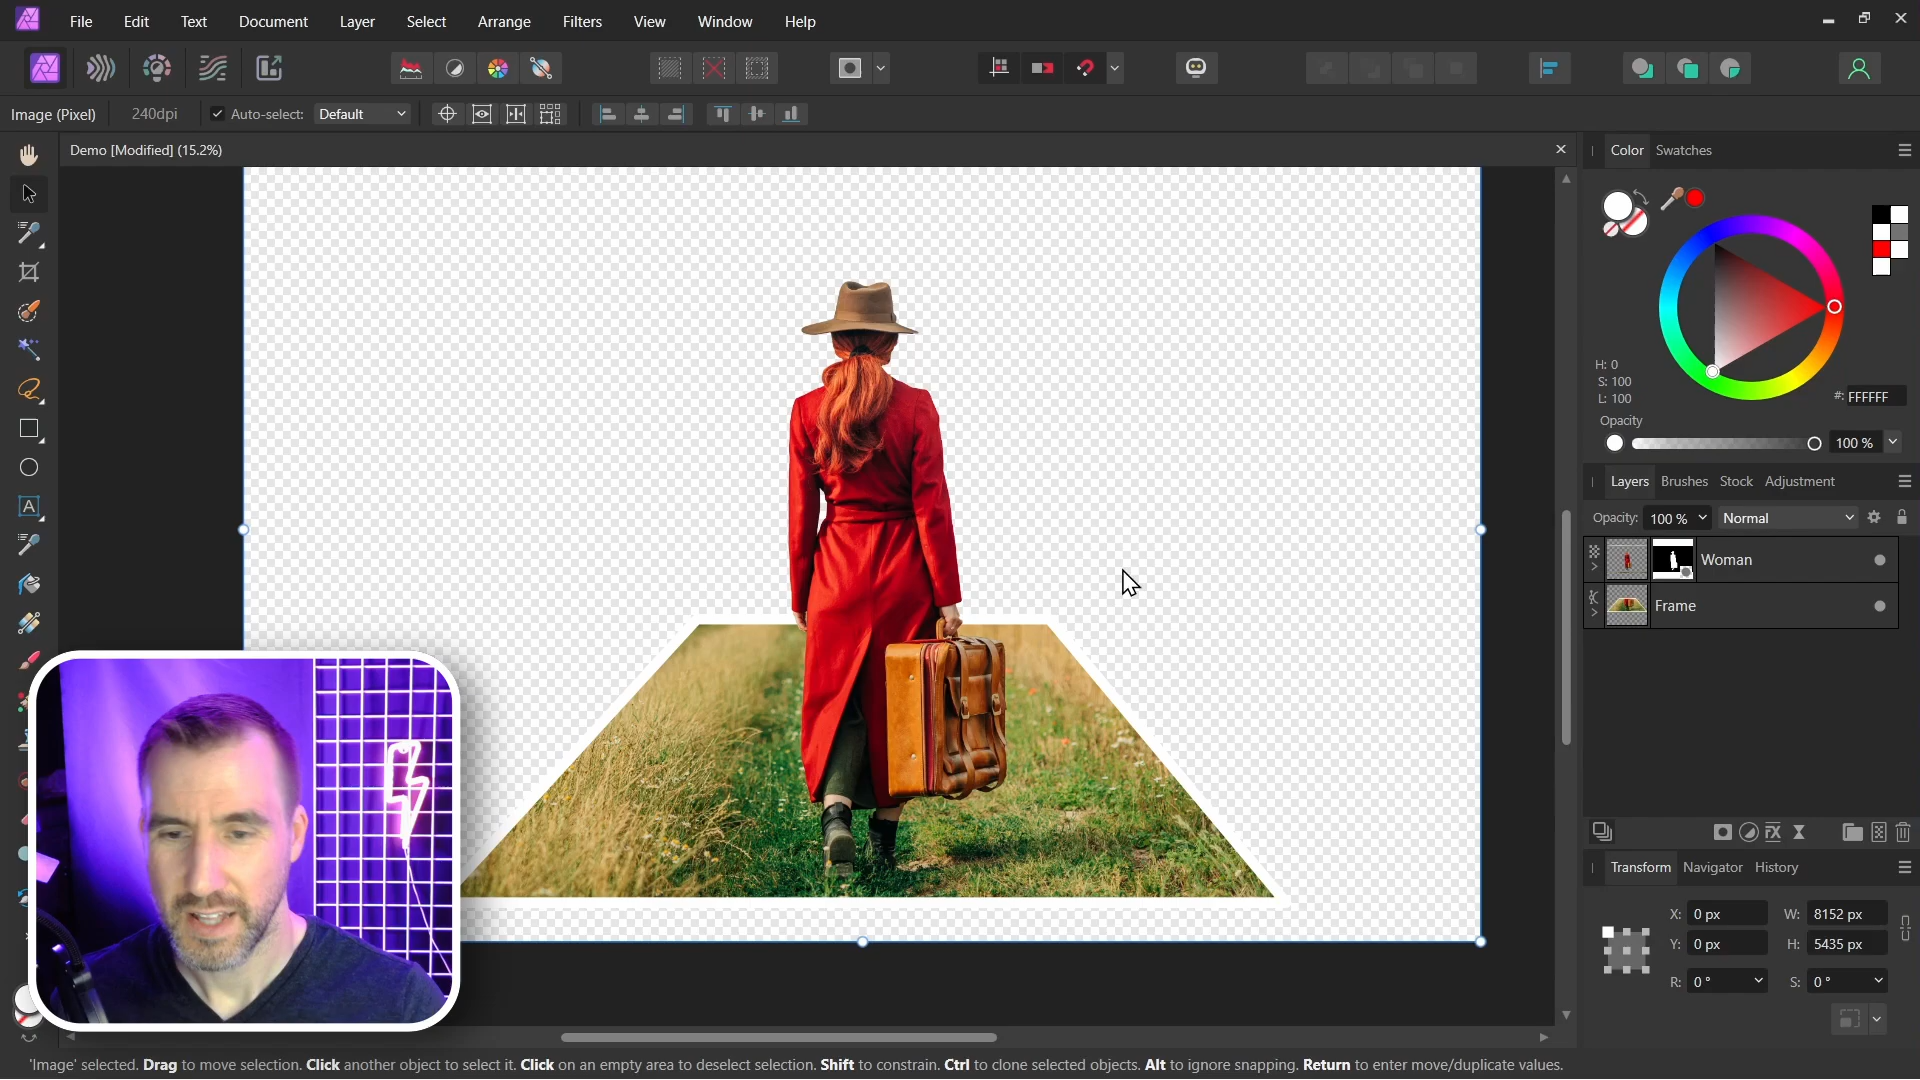 File Edit Text Document Layer Select Arrange Filters View Window Help
Image (Pixel) 240dpi Auto-select: Default
Demo [Modified] (15.2%)
Color Swatches
H: 0
S: 100
L: 100
#: FFFFFF
Opacity
100 %
Layers Brushes Stock Adjustment
Opacity: 100 % Normal
Woman
Frame
Transform Navigator History
X: 0 px W: 8152 px
Y: 0 px H: 5435 px
R: 0 ° S: 0 °
'Image' selected. Drag to move selection. Click another object to select it. Click on an empty area to deselect selection. Shift to constrain. Ctrl to clone selected objects. Alt to ignore snapping. Return to enter move/duplicate values.